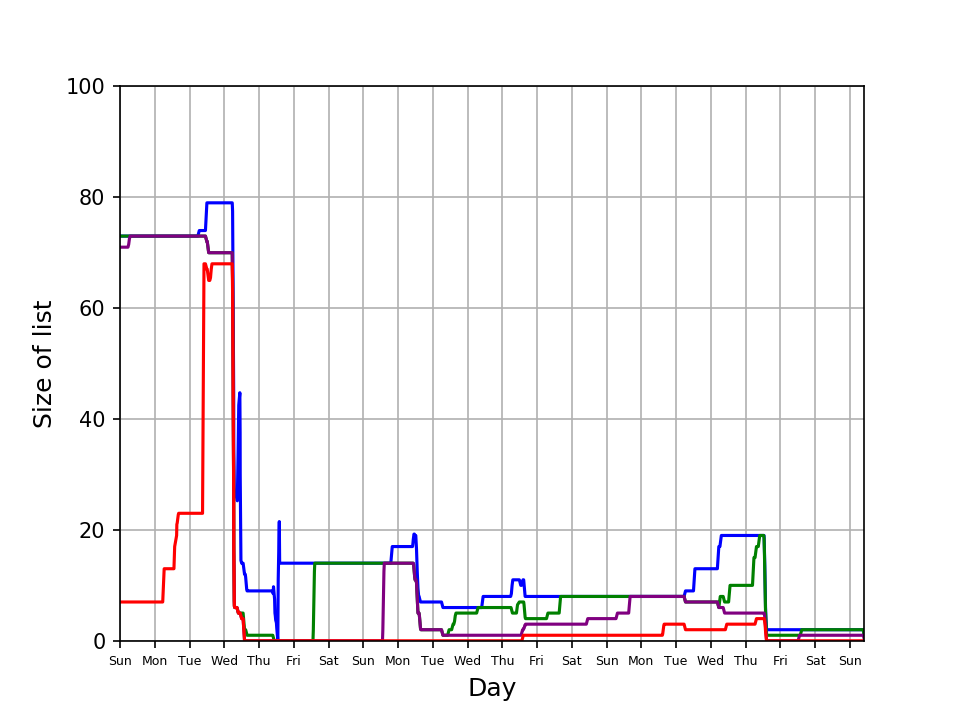 100
80
60
40
20
0
Size of list
Sun Mon Tue Wed Thu Fri Sat Sun Mon Tue Wed Thu Fri Sat Sun Mon Tue Wed Thu Fri Sat Sun
Day